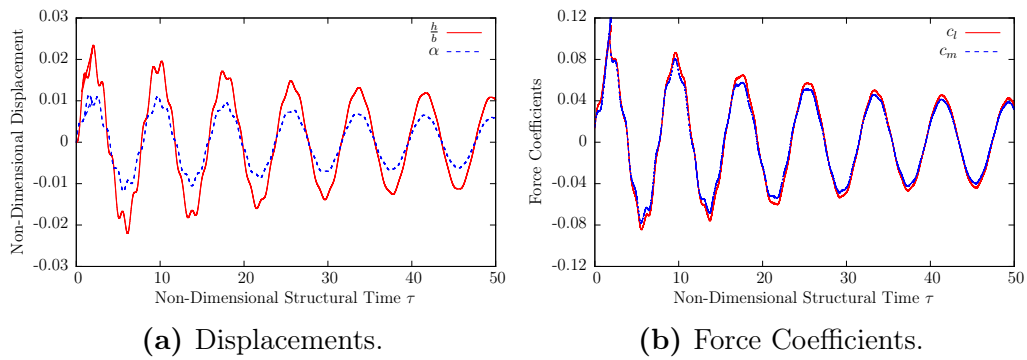 0.03
0.02
0.01
0
-0.01
-0.02
-0.03
0 10 20 30 40 50
Non-Dimensional Displacement
Non-Dimensional Structural Time τ
h/b
α
(a) Displacements.
0.12
0.08
0.04
0
-0.04
-0.08
-0.12
0 10 20 30 40 50
Force Coefficients
Non-Dimensional Structural Time τ
c_l
c_m
(b) Force Coefficients.